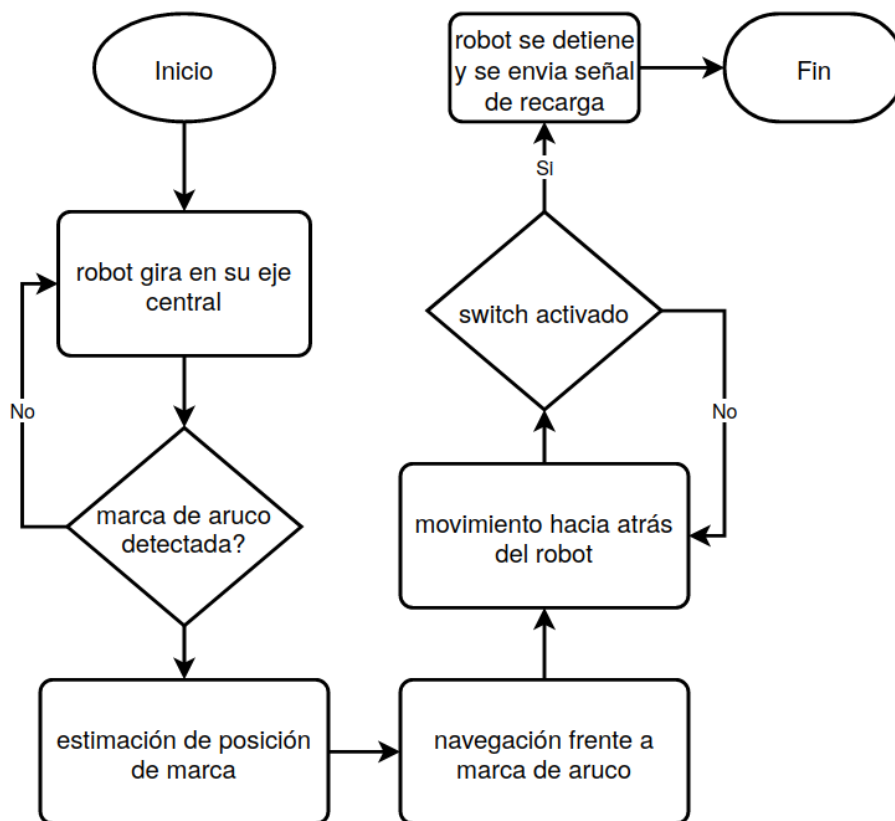 Inicio
robot gira en su eje
central
No
marca de aruco
detectada?
estimación de posición
de marca
navegación frente a
marca de aruco
movimiento hacia atrás
del robot
No
switch activado
SI
robot se detiene
y se envia señal
de recarga
Fin